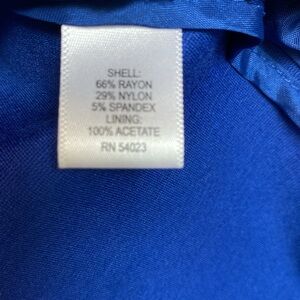 SHELL:
66% RAYON
29% NYLON
5% SPANDEX
LINING:
100% ACETATE
RN 54023